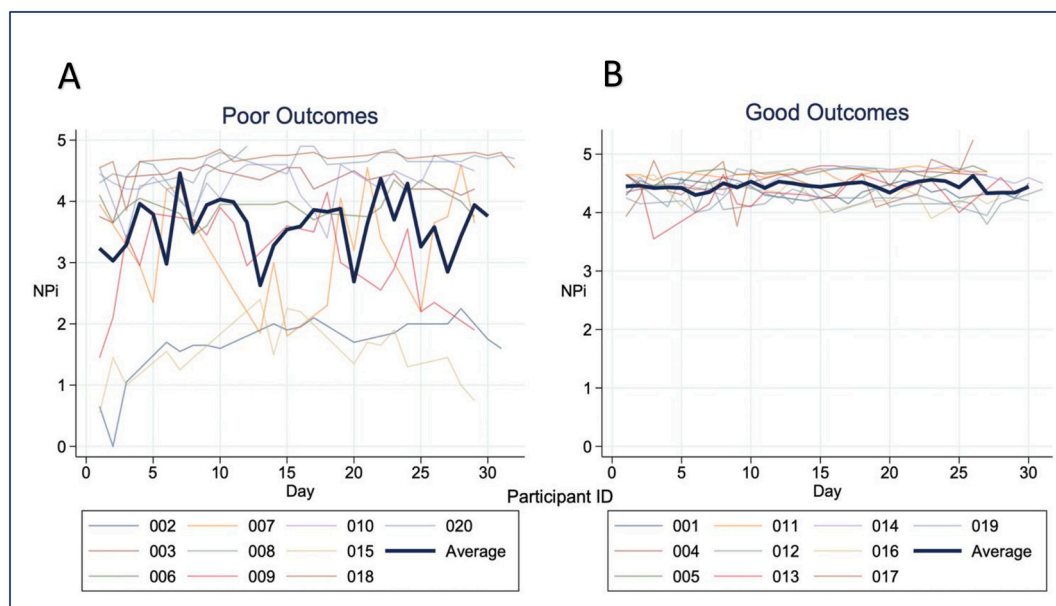 A
Poor Outcomes
5
4
3
NPi
2
1
0
0 5 10 15 20 25 30
Day
B
Good Outcomes
5
4
4
NPi
1
1
0
0 5 10 15 20 25 30
Day
Participant ID
002 007 010 020
003 008 015 Average
006 009 018
001 011 014 019
004 012 016 Average
005 013 017